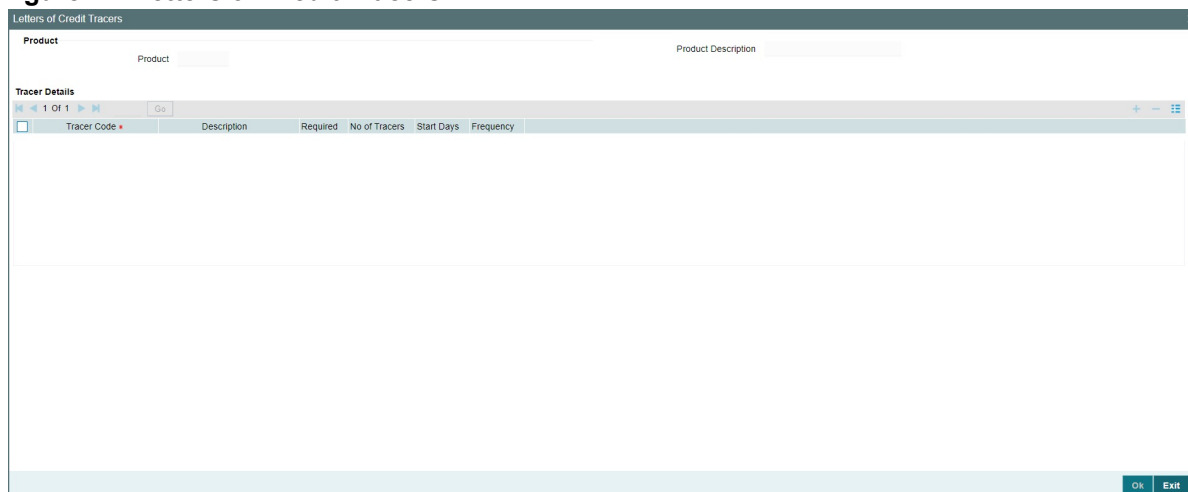 Letters of Credit Tracers
Product
Product
Product Description
Tracer Details
1 Of 1 Go
Tracer Code * Description Required No of Tracers Start Days Frequency
Ok Exit